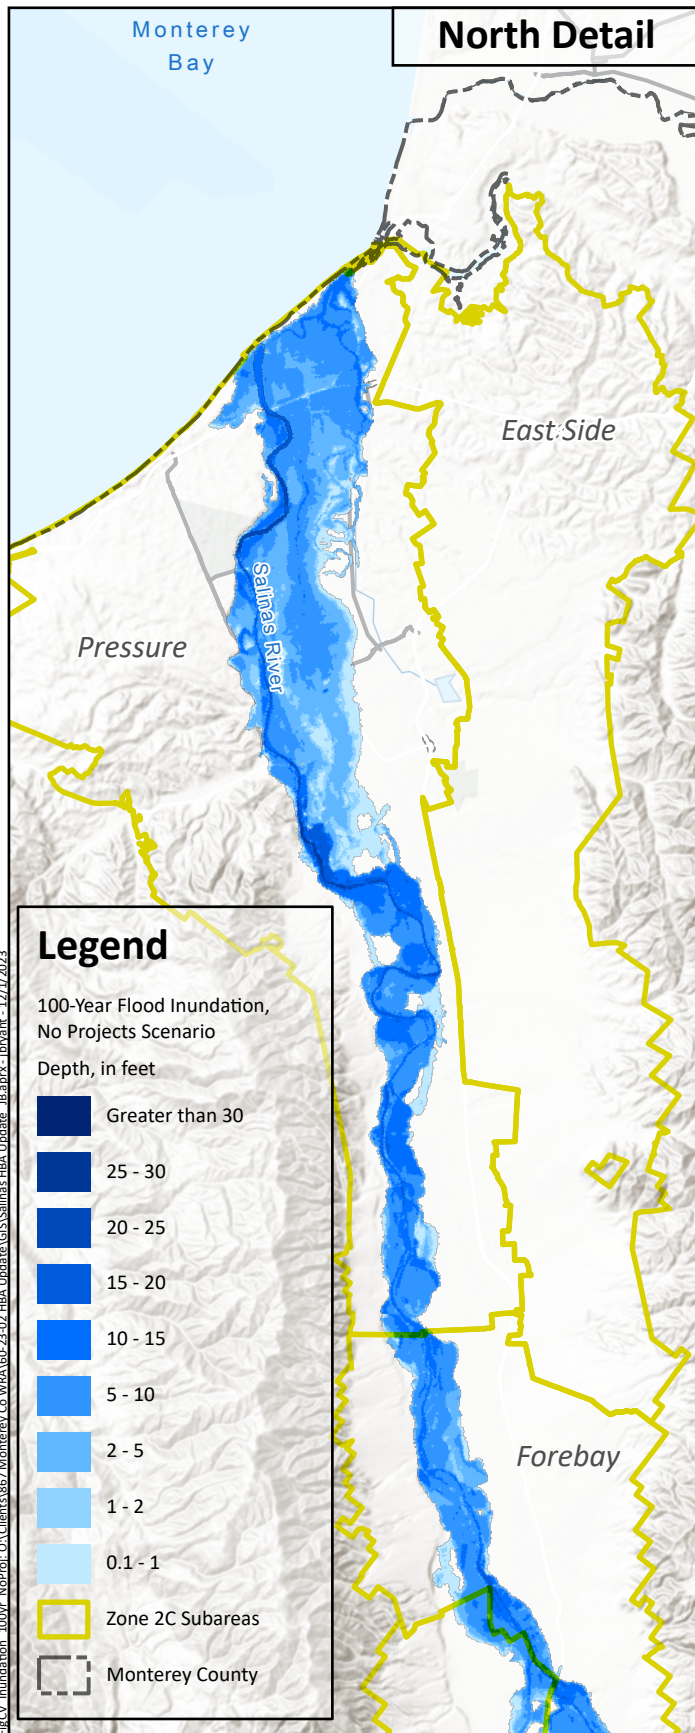 Monterey
Bay
North Detail
East Side
Salinas River
Pressure
Legend
100-Year Flood Inundation,
No Projects Scenario
Depth, in feet
Greater than 30
25 - 30
20 - 25
15 - 20
10 - 15
5 - 10
2 - 5
1 - 2
0.1 - 1
Zone 2C Subareas
Monterey County
Forebay